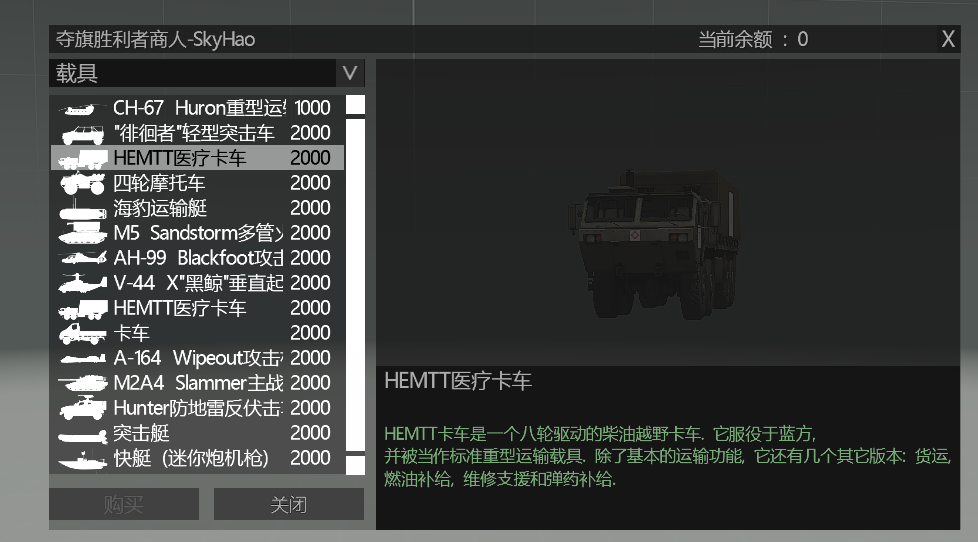 夺旗胜利者商人-SkyHao
当前余额 : 0
X
载具
V
CH-67 Huron重型运 1000
"徘徊者"轻型突击车 2000
HEMTT医疗卡车 2000
四轮摩托车 2000
海豹运输艇 2000
M5 Sandstorm多管 2000
AH-99 Blackfoot攻击 2000
V-44 X"黑鲸"垂直起 2000
HEMTT医疗卡车 2000
卡车 2000
A-164 Wipeout攻击 2000
M2A4 Slammer主战 2000
Hunter防地雷反伏击 2000
突击艇 2000
快艇 (迷你炮机枪) 2000
购买
关闭
HEMTT医疗卡车
HEMTT卡车是一个八轮驱动的柴油越野卡车. 它服役于蓝方,
并被当作标准重型运输载具. 除了基本的运输功能, 它还有几个其它版本: 货运,
燃油补给, 维修支援和弹药补给.